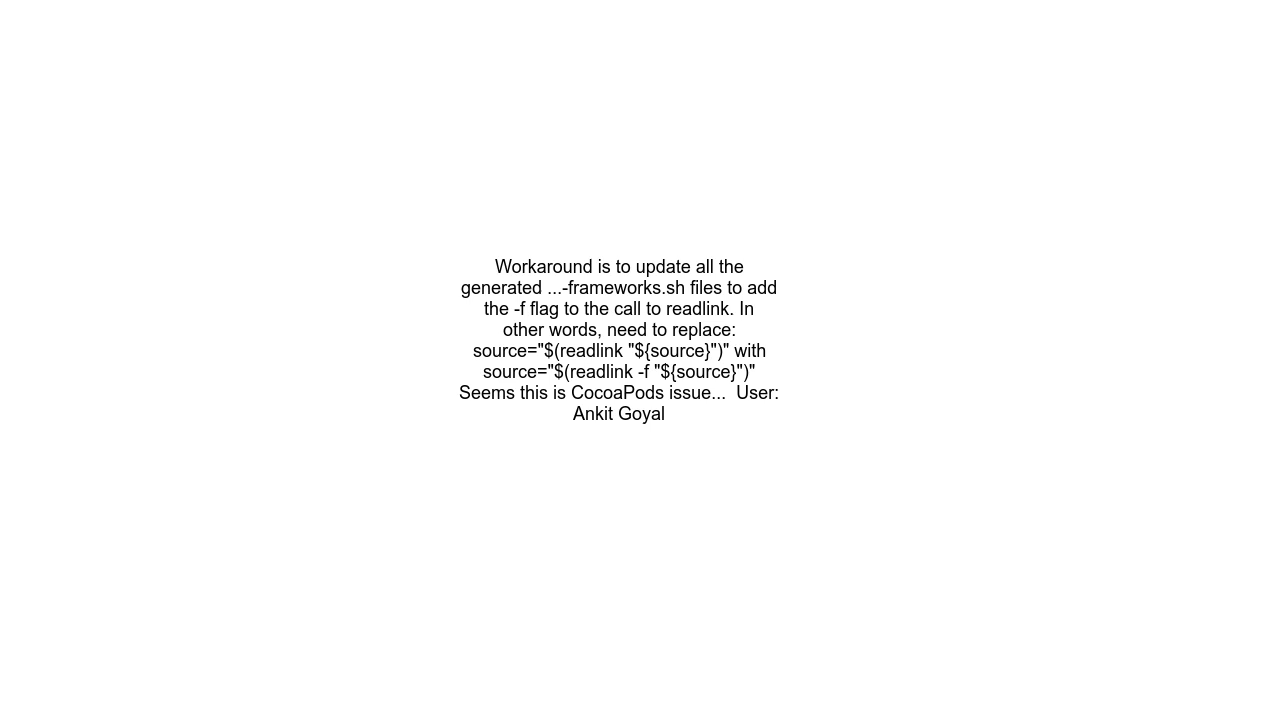 Workaround is to update all the
generated ...-frameworks.sh files to add
the -f flag to the call to readlink. In
other words, need to replace:
source="$(readlink "${source}")" with
source="$(readlink -f "${source}")"
Seems this is CocoaPods issue...  User:
Ankit Goyal